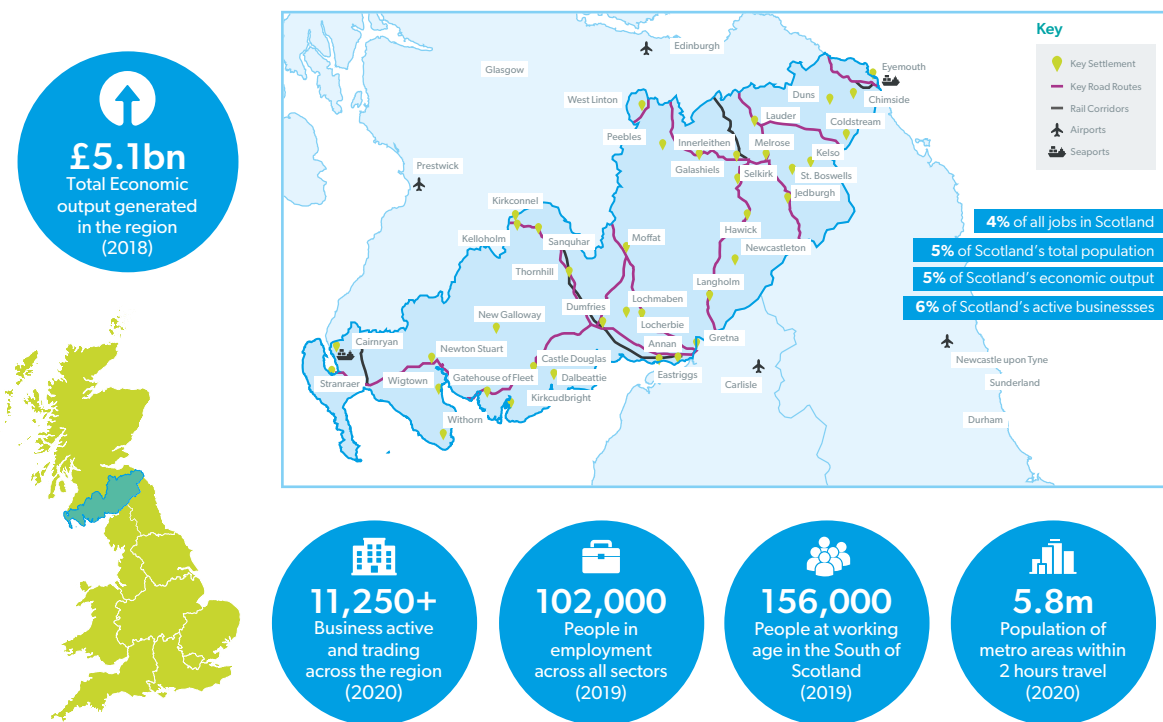 £5.1bn
Total Economic
output generated
in the region
(2018)
Edinburgh
Glasgow
Eyemouth
West Linton
Duns
Chimside
Lauder
Coldstream
Peebles
Innerleithen
Melrose
Kelso
Galashiels
Selkirk
St. Boswells
Prestwick
Jedburgh
Kirkconnel
Hawick
Kelloholm
Sanquhar
Moffat
Newcastleton
Thornhill
Langholm
Dumfries
Lochmaben
New Galloway
Locherbie
Cairnryan
Annan
Gretna
Newton Stuart
Castle Douglas
Stranraer
Wigtown
Gatehouse of Fleet
Dalbeattie
Eastriggs
Carlisle
Kirkcudbright
Withorn
Newcastle upon Tyne
Sunderland
Durham
Key
Key Settlement
Key Road Routes
Rail Corridors
Airports
Seaports
4% of all jobs in Scotland
5% of Scotland's total population
5% of Scotland's economic output
6% of Scotland's active businessses
11,250+
Business active
and trading
across the region
(2020)
102,000
People in
employment
across all sectors
(2019)
156,000
People at working
age in the South of
Scotland
(2019)
5.8m
Population of
metro areas within
2 hours travel
(2020)